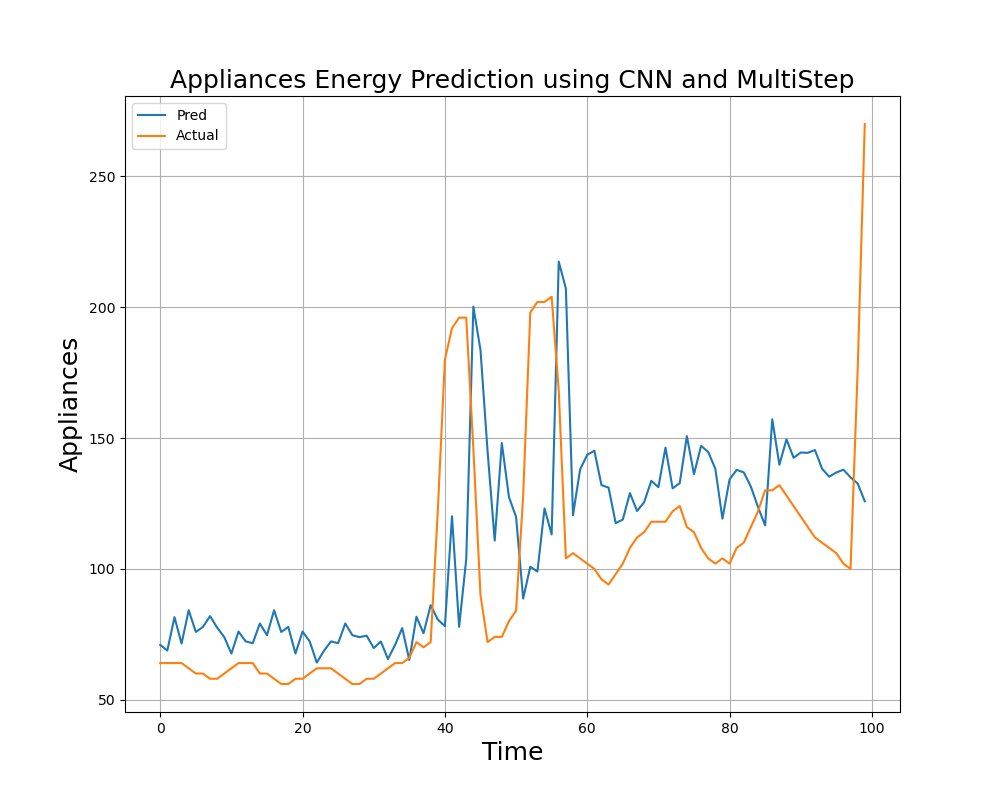 Appliances Energy Prediction using CNN and MultiStep
Pred
Actual
250
200
150
100
50
Appliances
0 20 40 60 80 100
Time